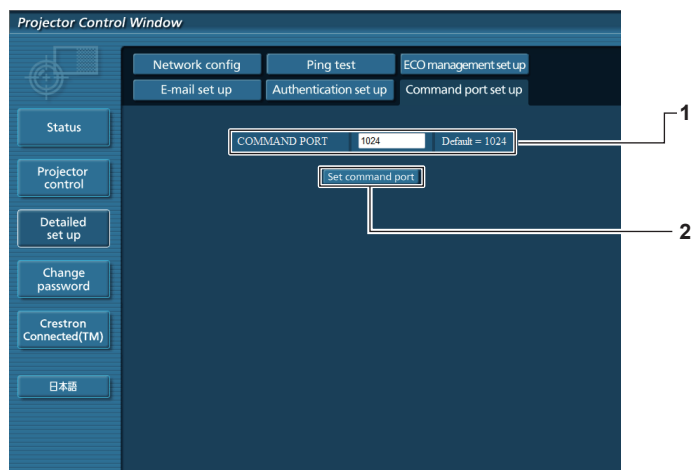 Projector Control Window
Network config
Ping test
ECO management set up
E-mail set up
Authentication set up
Command port set up
Status
Projector
control
Detailed
set up
Change
password
Crestron
Connected(TM)
日本語
COMMAND PORT
1024
Default = 1024
Set command port
1
2